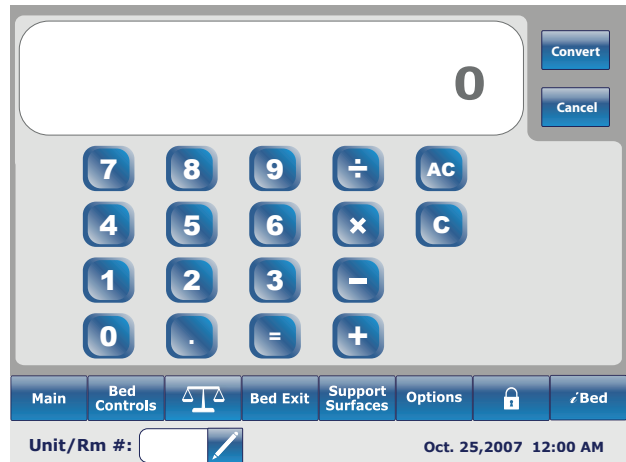 0
Convert
Cancel
7 8 9 ÷ AC
4 5 6 × C
1 2 3 −
0 . = +
Main Bed Controls Bed Exit Support Surfaces Options iBed
Unit/Rm #: Oct. 25,2007 12:00 AM